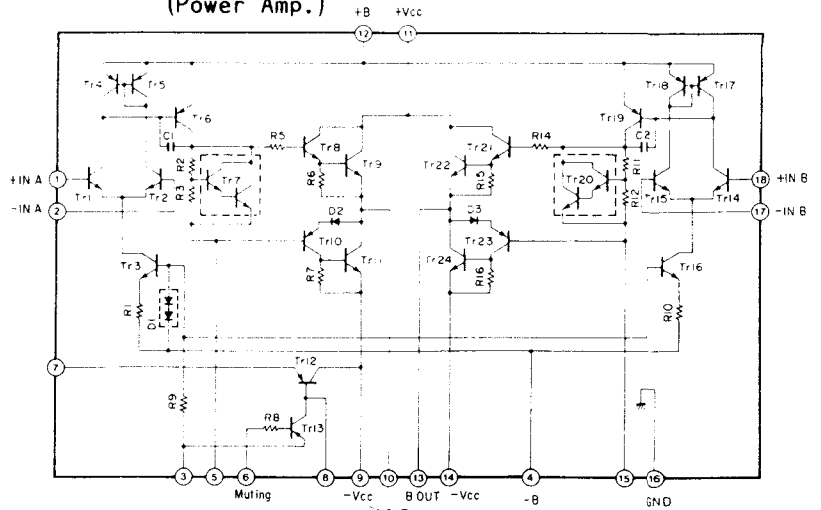 (Power Amp.)
+B +Vcc
12 11
Tr4 Tr5 Tr18 Tr17
Tr6 Tr19
C1 R5 Tr8 Tr21 R14 C2
R2 Tr9 Tr22 R11
+IN A 1 Tr1 Tr2 R3 Tr7 R6 R15 Tr20 R12 Tr15 Tr14 18 +IN B
-IN A 2 17 -IN B
D2 D3
Tr10 Tr23
Tr3 R7 Tr11 Tr24 R16 Tr16
R1 D1 R10
7 Tr12
R9 R8 Tr13
3 5 6 8 9 10 13 14 4 15 16
Muting -Vcc B OUT -Vcc -B GND